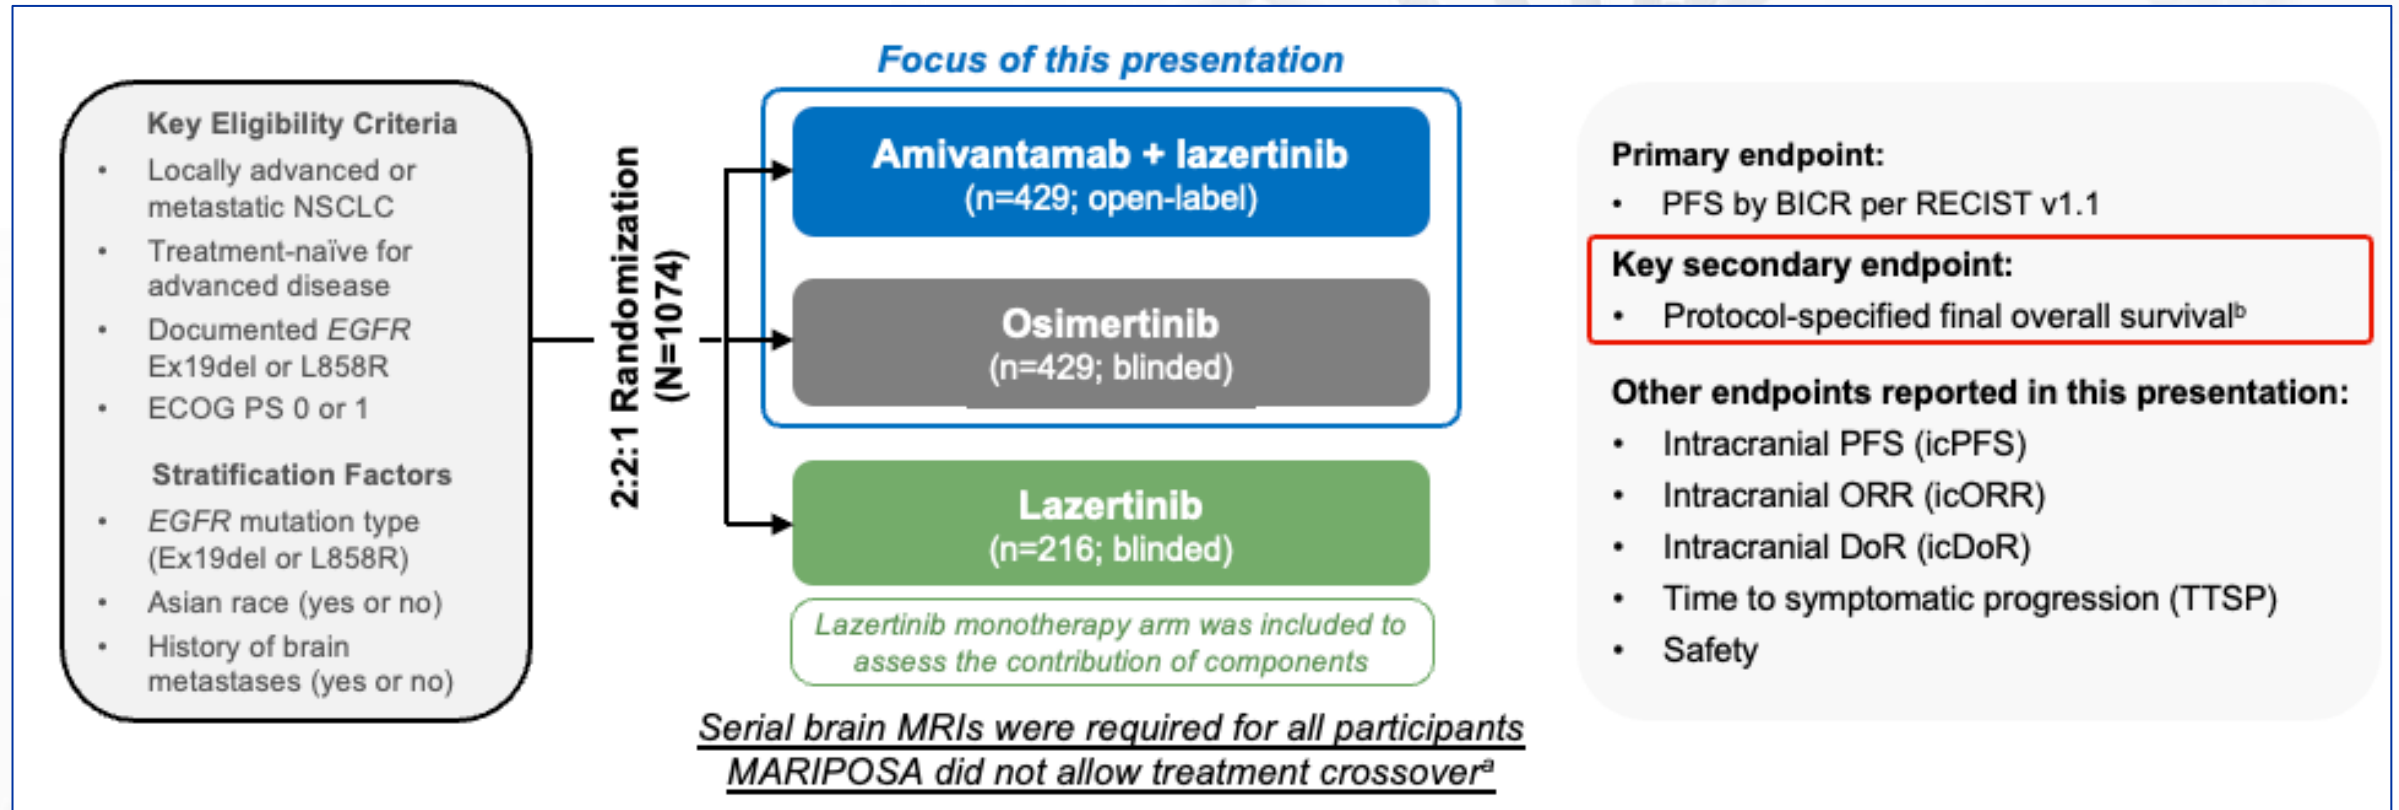 Focus of this presentation
Key Eligibility Criteria
• Locally advanced or
metastatic NSCLC
• Treatment-naïve for
advanced disease
• Documented EGFR
Ex19del or L858R
• ECOG PS 0 or 1
Stratification Factors
• EGFR mutation type
(Ex19del or L858R)
• Asian race (yes or no)
• History of brain
metastases (yes or no)
2:2:1 Randomization
(N=1074)
Amivantamab + lazertinib
(n=429; open-label)
Osimertinib
(n=429; blinded)
Lazertinib
(n=216; blinded)
Lazertinib monotherapy arm was included to
assess the contribution of components
Serial brain MRIs were required for all participants
MARIPOSA did not allow treatment crossoverᵃ
Primary endpoint:
• PFS by BICR per RECIST v1.1
Key secondary endpoint:
• Protocol-specified final overall survivalᵇ
Other endpoints reported in this presentation:
• Intracranial PFS (icPFS)
• Intracranial ORR (icORR)
• Intracranial DoR (icDoR)
• Time to symptomatic progression (TTSP)
• Safety